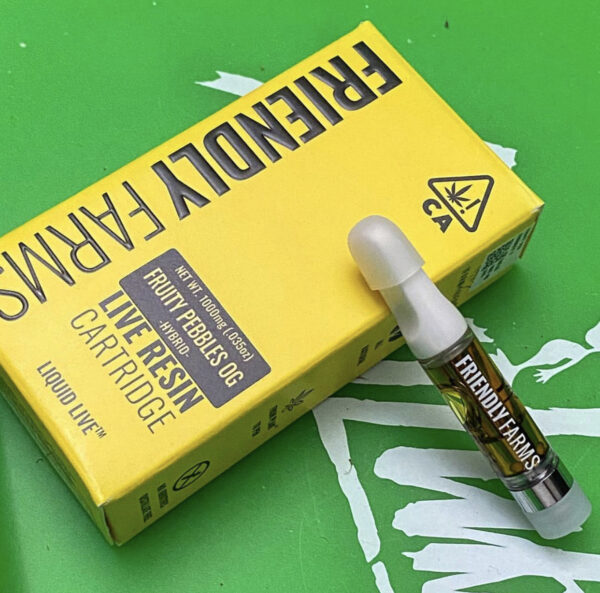 FRIENDLY
FARMS
NET WT. 1000mg (.035oz)
FRUITY PEBBLES OG
-HYBRID-
LIVE RESIN
CARTRIDGE
LIQUID LIVE™
!
CA
FRIENDLY FARMS